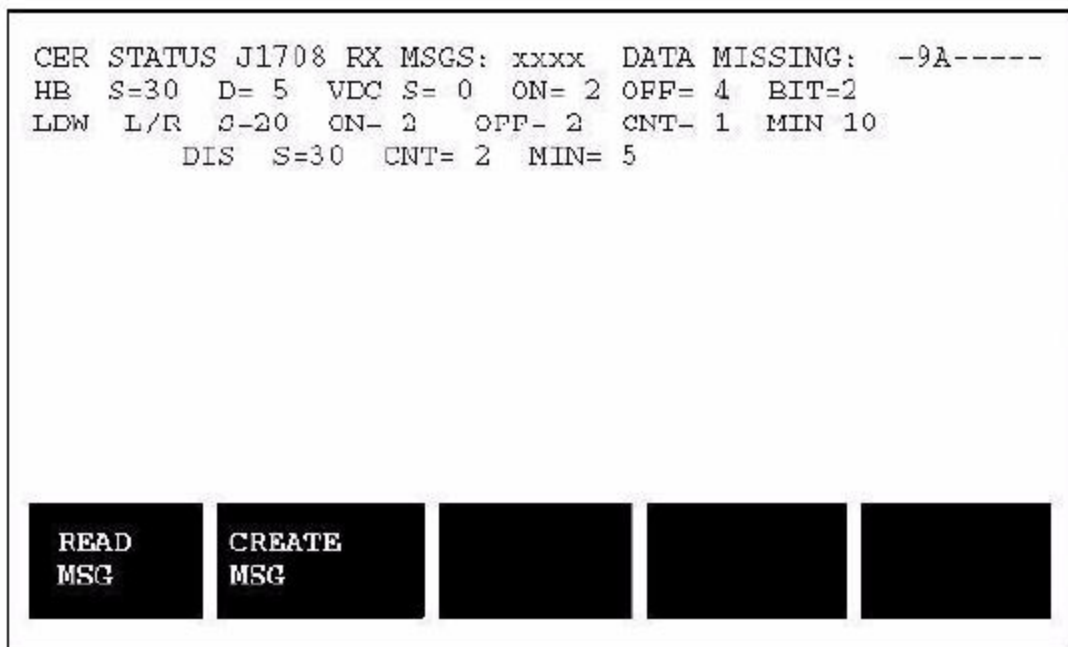 CER STATUS J1708 RX MSGS: xxxx DATA MISSING: -9A-----
HB S=30 D= 5 VDC S= 0 ON= 2 OFF= 4 BIT=2
LDW L/R S=20 ON= 2 OFF= 2 CNT= 1 MIN 10
DIS S=30 CNT= 2 MIN= 5
READ MSG
CREATE MSG